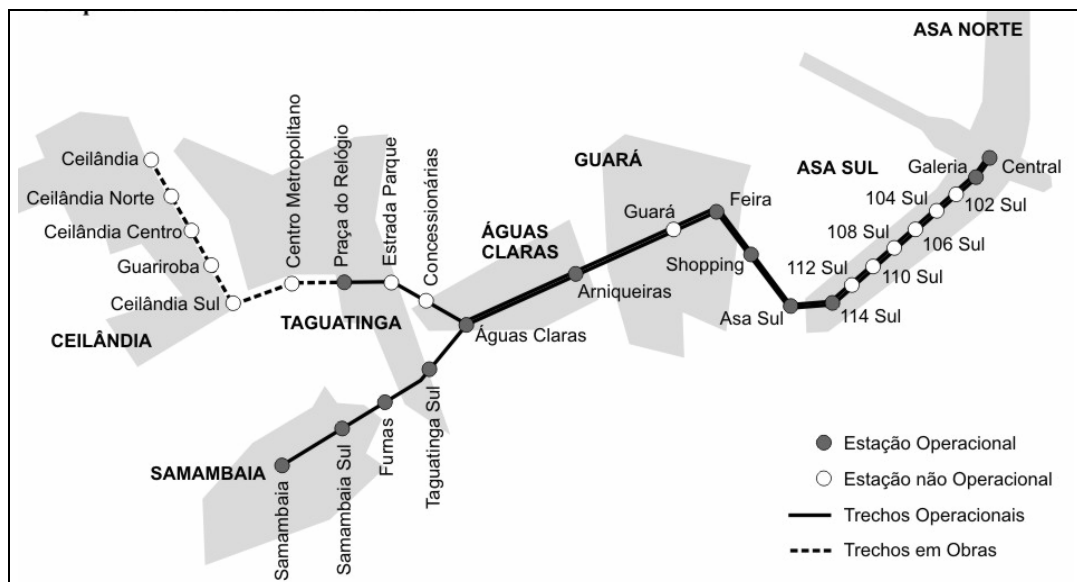 ASA NORTE
Ceilândia
Ceilândia Norte
Ceilândia Centro
Guariroba
Ceilândia Sul
CEILÂNDIA
Centro Metropolitano
Praça do Relógio
Estrada Parque
Concessionárias
TAGUATINGA
ÁGUAS
CLARAS
Águas Claras
Arniqueiras
GUARÁ
Guará
Feira
Shopping
Asa Sul
ASA SUL
Galeria
Central
104 Sul
102 Sul
108 Sul
106 Sul
112 Sul
110 Sul
114 Sul
SAMAMBAIA
Samambaia
Samambaia Sul
Furnas
Taguatinga Sul
Estação Operacional
Estação não Operacional
Trechos Operacionais
Trechos em Obras